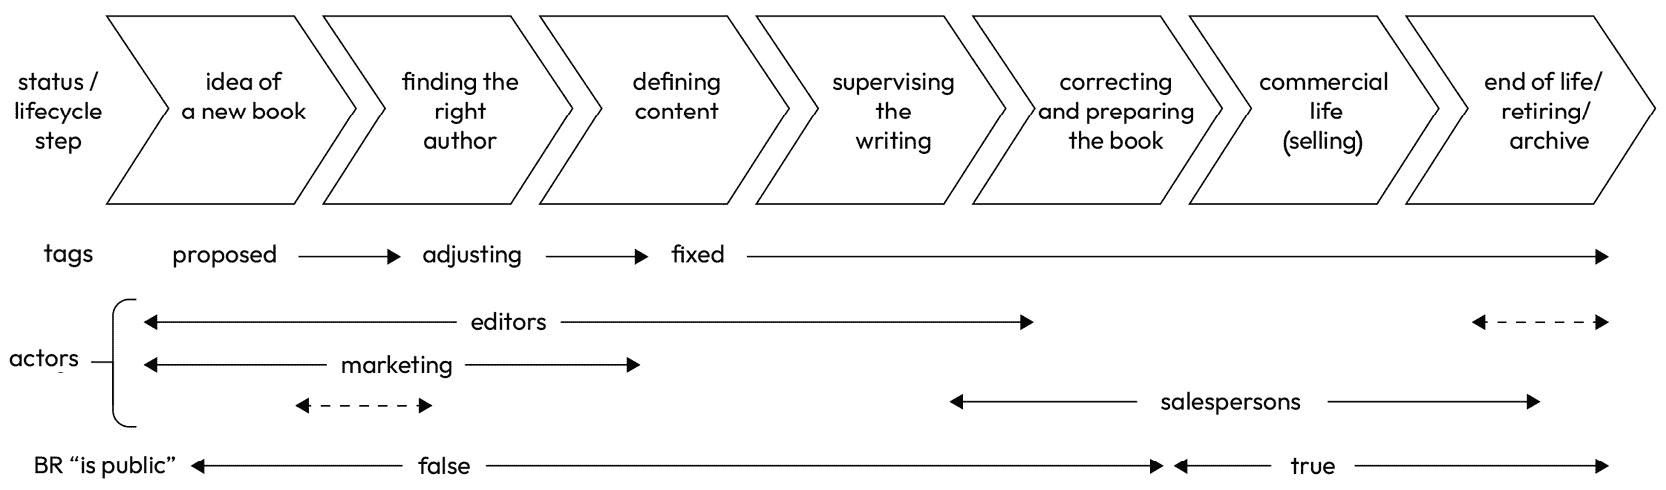 status /
lifecycle
step
idea of
a new book
finding the
right
author
defining
content
supervising
the
writing
correcting
and preparing
the book
commercial
life
(selling)
end of life/
retiring/
archive
tags
proposed
adjusting
fixed
actors
editors
marketing
salespersons
BR “is public”
false
true